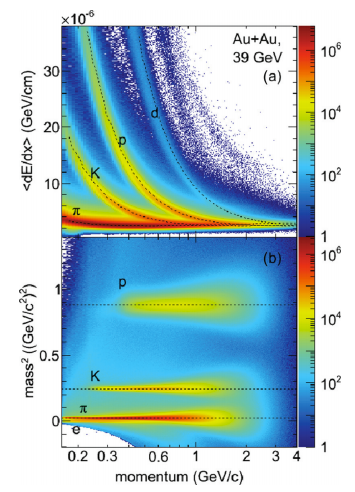 ×10⁻⁶
Au+Au,
39 GeV
(a)
<dE/dx> (GeV/cm)
30
20
10
d
p
K
π
10⁶
10⁴
10²
1
(b)
mass² ((GeV/c²)²)
1
0.5
0
p
K
π
e
10⁶
10⁴
10²
1
0.2 0.3 0.6 1 2 3 4
momentum (GeV/c)